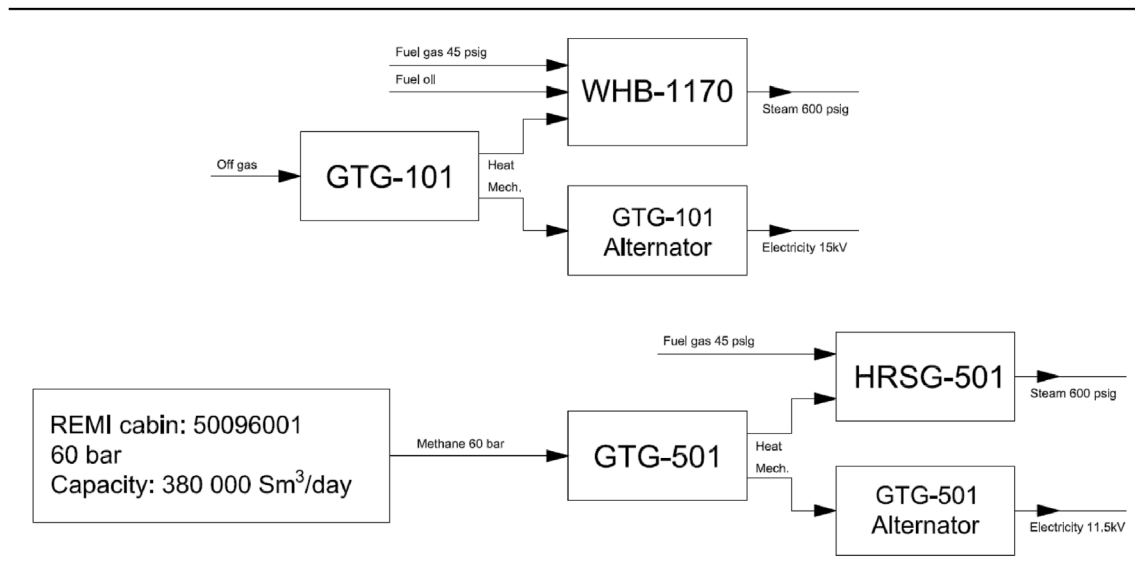 Fuel gas 45 psig
Fuel oil
WHB-1170
Steam 600 psig
Off gas
GTG-101
Heat
Mech.
GTG-101
Alternator
Electricity 15kV
Fuel gas 45 psig
HRSG-501
Steam 600 psig
REMI cabin: 50096001
60 bar
Capacity: 380 000 Sm³/day
Methane 60 bar
GTG-501
Heat
Mech.
GTG-501
Alternator
Electricity 11.5kV